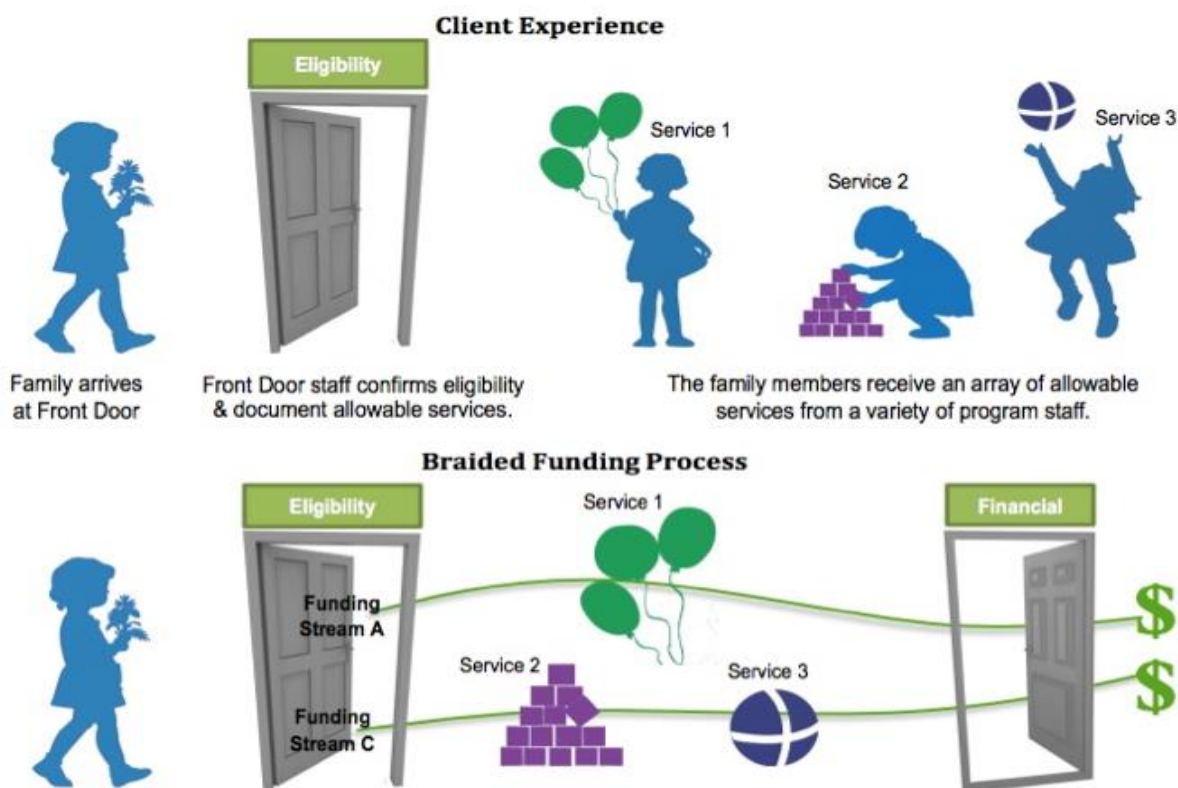 Client Experience
Eligibility
Service 1
Service 2
Service 3
Family arrives
at Front Door
Front Door staff confirms eligibility
& document allowable services.
The family members receive an array of allowable
services from a variety of program staff.
Braided Funding Process
Eligibility
Service 1
Financial
Funding
Stream A
$
Service 2
Service 3
$
Funding
Stream C